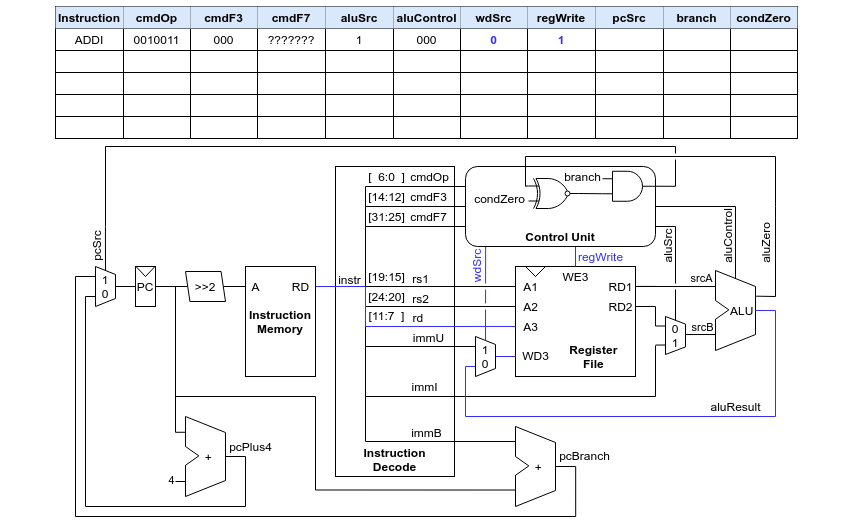 Instruction cmdOp cmdF3 cmdF7 aluSrc aluControl wdSrc regWrite pcSrc branch condZero
ADDI 0010011 000 ??????? 1 000 0 1
[ 6:0 ] cmdOp
[14:12] cmdF3
[31:25] cmdF7
branch
condZero
Control Unit
pcSrc
wdSrc
regWrite
aluSrc
aluControl
aluZero
1
0
PC
>>2
A RD
Instruction
Memory
instr
[19:15] rs1
[24:20] rs2
[11:7 ] rd
immU
immI
immB
Instruction
Decode
1
0
WE3
A1 RD1
A2 RD2
A3
WD3
Register
File
0
1
srcA
srcB
ALU
aluResult
4
+
pcPlus4
+
pcBranch